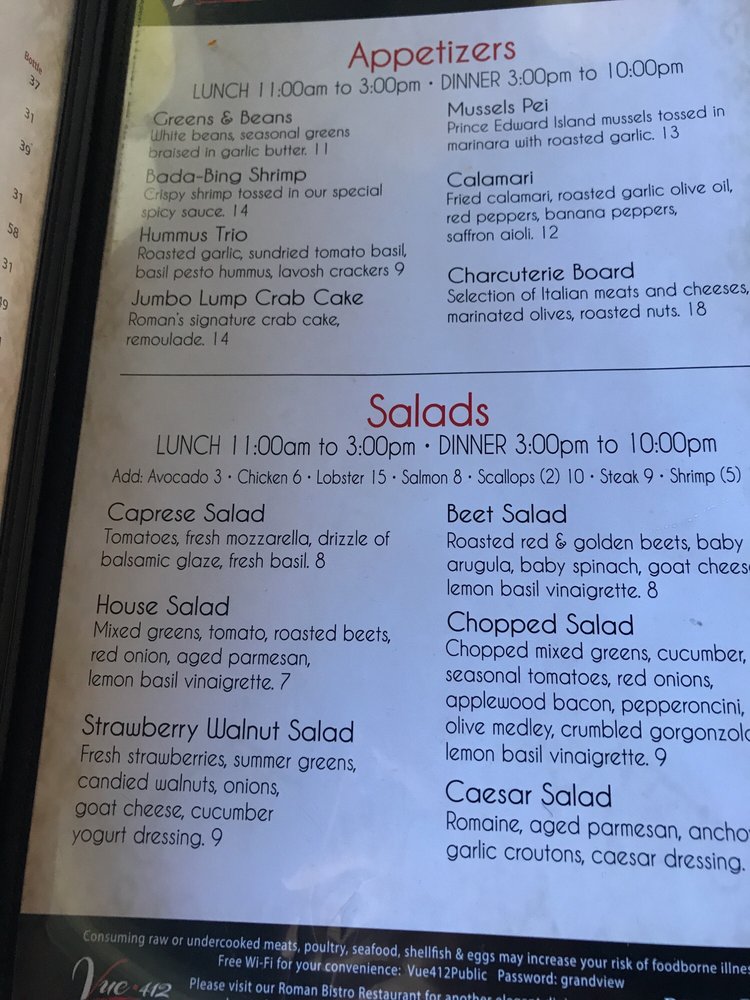 Bottle
37
31
39
31
58
31
Appetizers
LUNCH 11:00am to 3:00pm • DINNER 3:00pm to 10:00pm
Greens & Beans
White beans, seasonal greens
braised in garlic butter. 11
Bada-Bing Shrimp
Crispy shrimp tossed in our special
spicy sauce. 14
Hummus Trio
Roasted garlic, sundried tomato basil,
basil pesto hummus, lavosh crackers 9
Jumbo Lump Crab Cake
Roman's signature crab cake,
remoulade. 14
Mussels Pei
Prince Edward Island mussels tossed in
marinara with roasted garlic. 13
Calamari
Fried calamari, roasted garlic olive oil,
red peppers, banana peppers,
saffron aioli. 12
Charcuterie Board
Selection of Italian meats and cheeses,
marinated olives, roasted nuts. 18
Salads
LUNCH 11:00am to 3:00pm • DINNER 3:00pm to 10:00pm
Add: Avocado 3 • Chicken 6 • Lobster 15 • Salmon 8 • Scallops (2) 10 • Steak 9 • Shrimp (5)
Caprese Salad
Tomatoes, fresh mozzarella, drizzle of
balsamic glaze, fresh basil. 8
House Salad
Mixed greens, tomato, roasted beets,
red onion, aged parmesan,
lemon basil vinaigrette. 7
Strawberry Walnut Salad
Fresh strawberries, summer greens,
candied walnuts, onions,
goat cheese, cucumber
yogurt dressing. 9
Beet Salad
Roasted red & golden beets, baby
arugula, baby spinach, goat chees
lemon basil vinaigrette. 8
Chopped Salad
Chopped mixed greens, cucumber,
seasonal tomatoes, red onions,
applewood bacon, pepperoncini,
olive medley, crumbled gorgonzola
lemon basil vinaigrette. 9
Caesar Salad
Romaine, aged parmesan, ancho
garlic croutons, caesar dressing.
Consuming raw or undercooked meats, poultry, seafood, shellfish & eggs may increase your risk of foodborne illnes
Free Wi-Fi for your convenience: Vue412Public Password: grandview
Vue•412
Please visit our Roman Bistro Restaurant for another